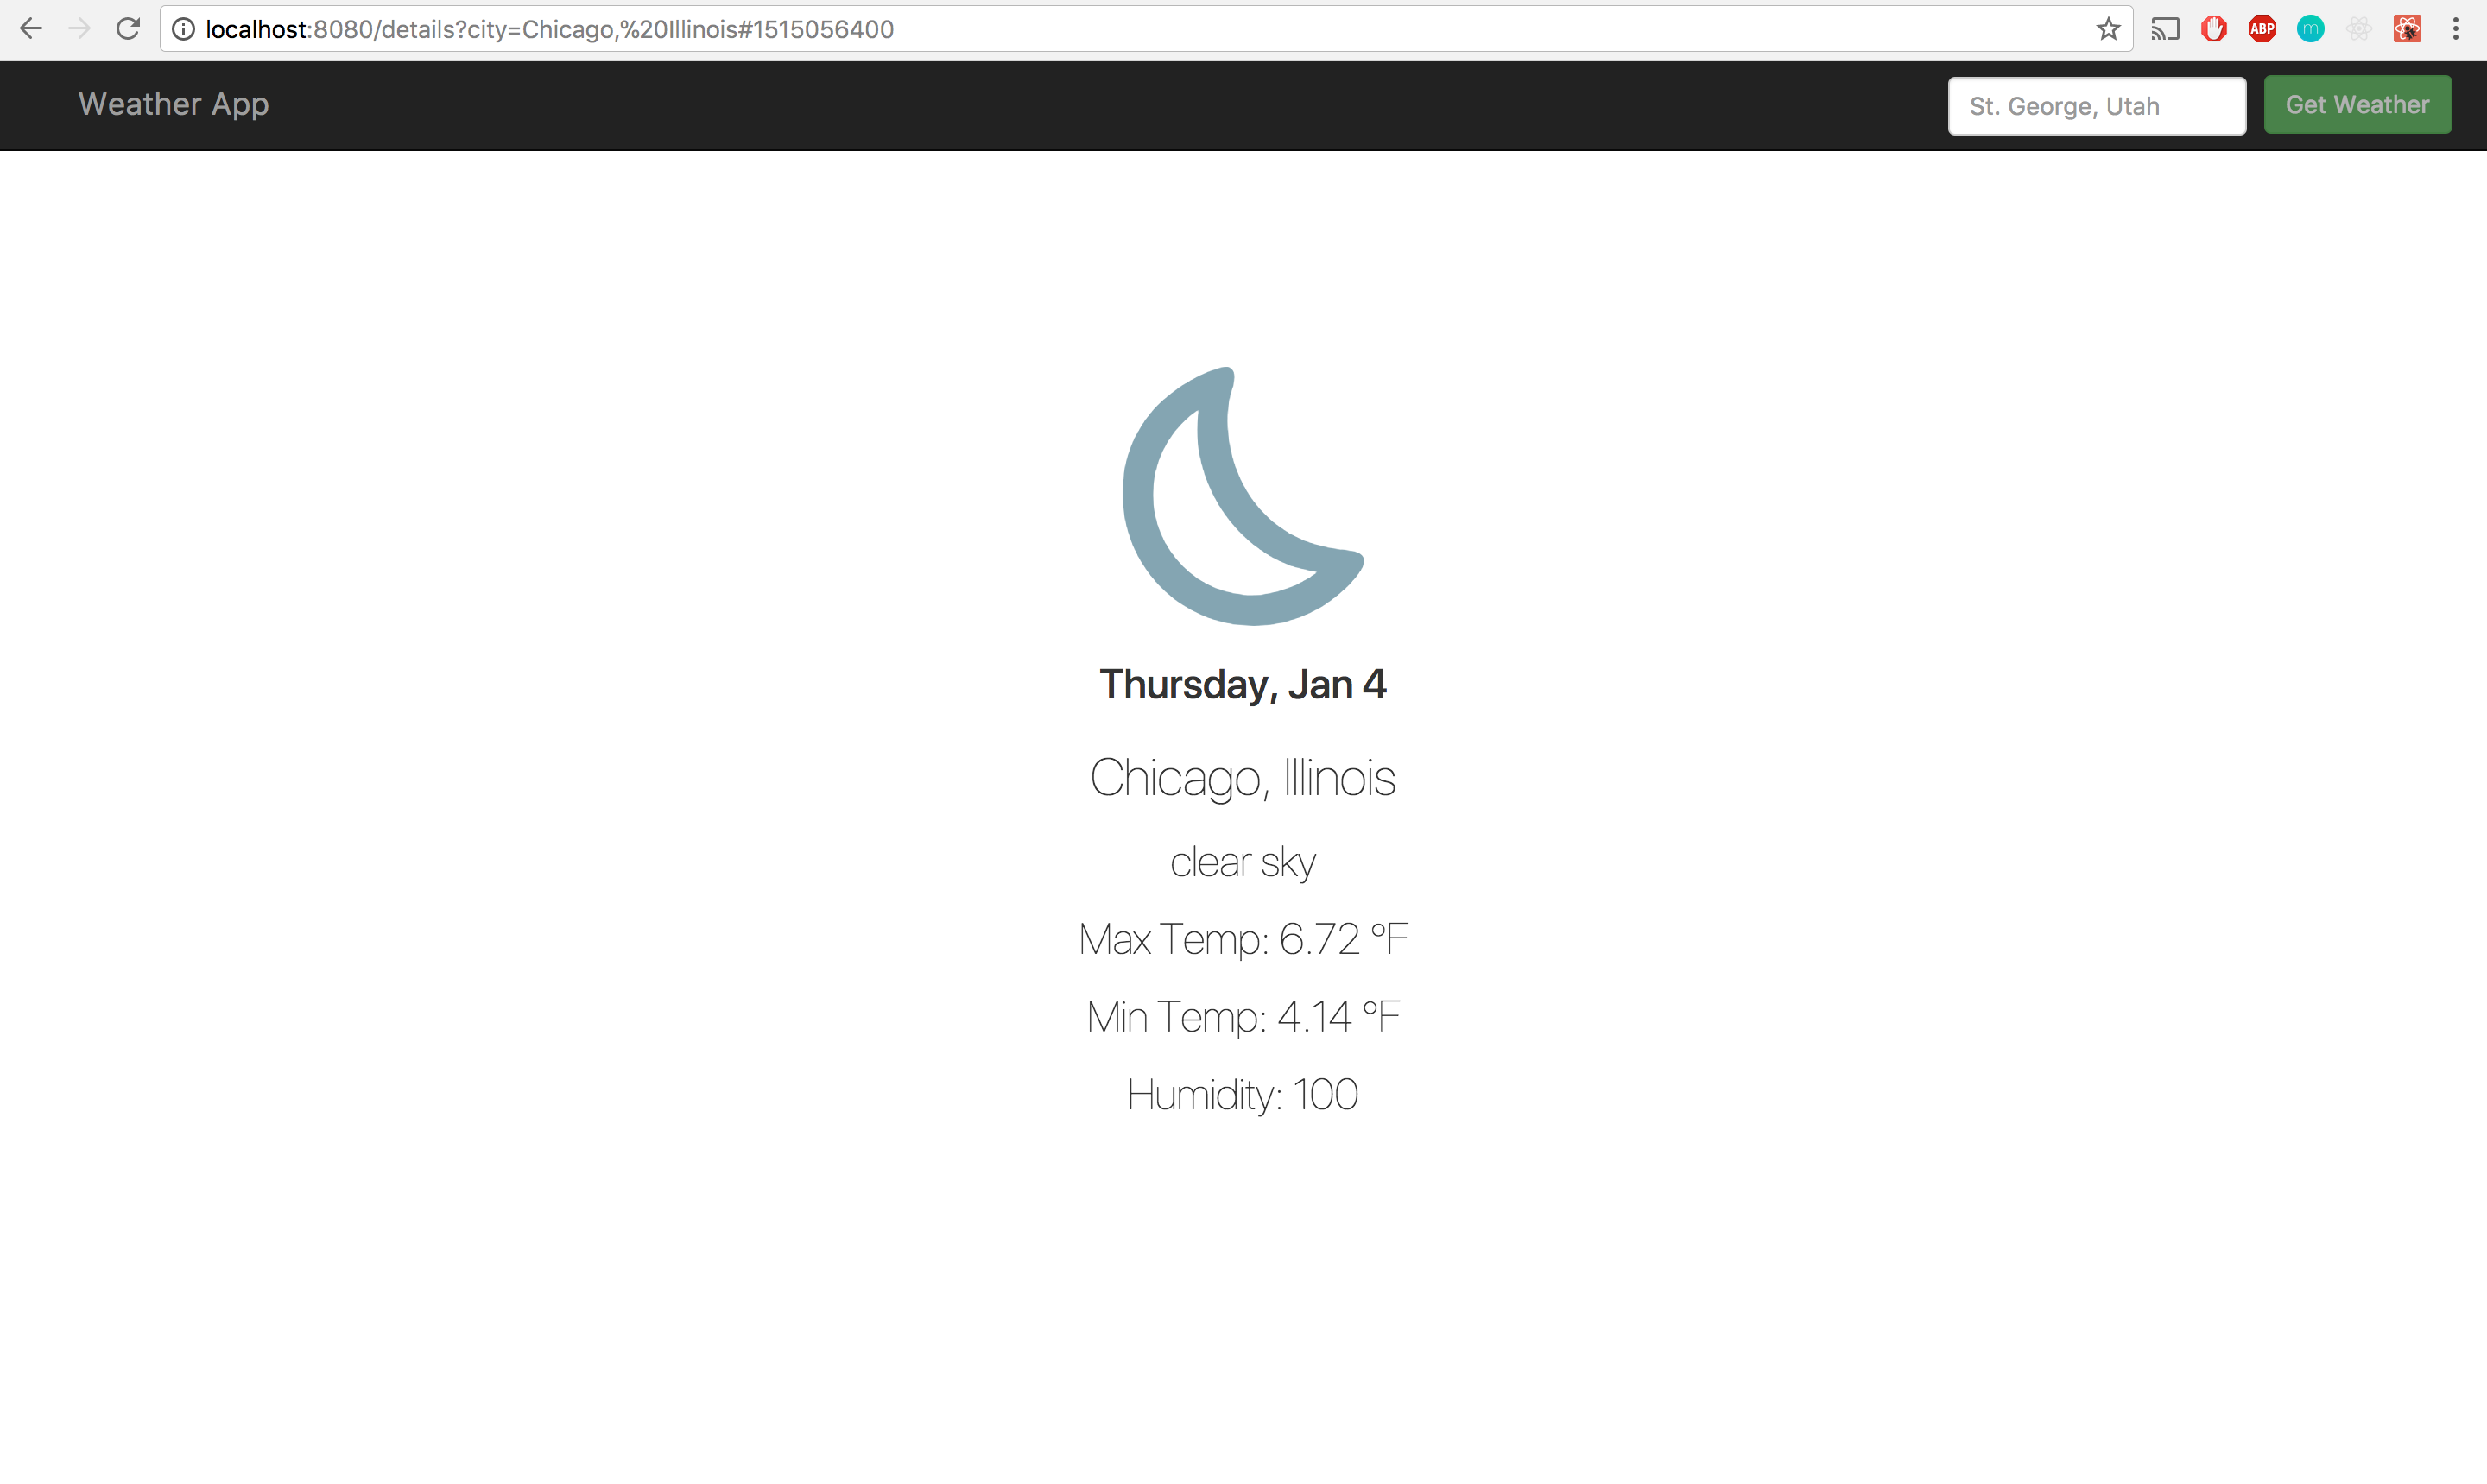 localhost:8080/details?city=Chicago,%20Illinois#1515056400
ABP
m
Weather App
St. George, Utah
Get Weather
Thursday, Jan 4
Chicago, Illinois
clear sky
Max Temp: 6.72 °F
Min Temp: 4.14 °F
Humidity: 100